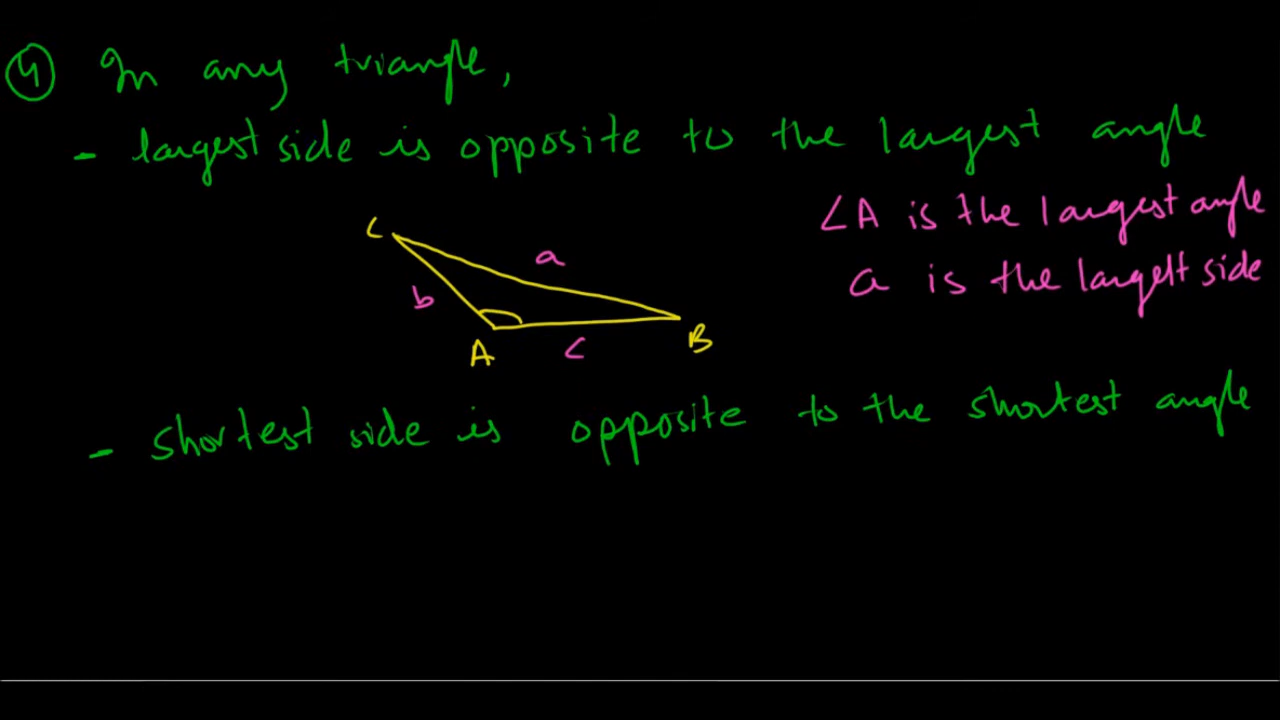 ④ In any triangle,
- largest side is opposite to the largest angle
∠A is the largest angle
C
a
a is the largest side
b
A
c
B
- shortest side is opposite to the shortest angle